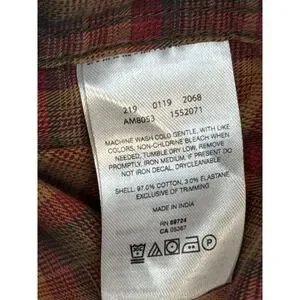 219 0119 2068
AM8053 1552071
MACHINE WASH COLD GENTLE, WITH LIKE
COLORS, NON-CHLORINE BLEACH WHEN
NEEDED, TUMBLE DRY LOW, REMOVE
PROMPTLY, IRON MEDIUM, IF PRESENT DO
NOT IRON DECAL, DRYCLEANABLE
SHELL: 97.0% COTTON, 3.0% ELASTANE
EXCLUSIVE OF TRIMMING
MADE IN INDIA
RN 69724
CA 05367
P